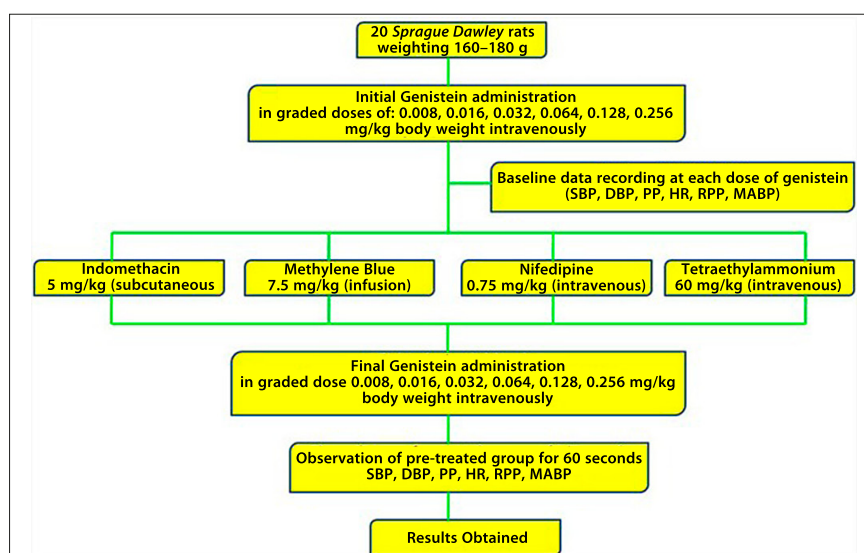 20 Sprague Dawley rats
weighting 160–180 g
Initial Genistein administration
in graded doses of: 0.008, 0.016, 0.032, 0.064, 0.128, 0.256
mg/kg body weight intravenously
Baseline data recording at each dose of genistein
(SBP, DBP, PP, HR, RPP, MABP)
Indomethacin
5 mg/kg (subcutaneous
Methylene Blue
7.5 mg/kg (infusion)
Nifedipine
0.75 mg/kg (intravenous)
Tetraethylammonium
60 mg/kg (intravenous)
Final Genistein administration
in graded dose 0.008, 0.016, 0.032, 0.064, 0.128, 0.256 mg/kg
body weight intravenously
Observation of pre-treated group for 60 seconds
SBP, DBP, PP, HR, RPP, MABP
Results Obtained